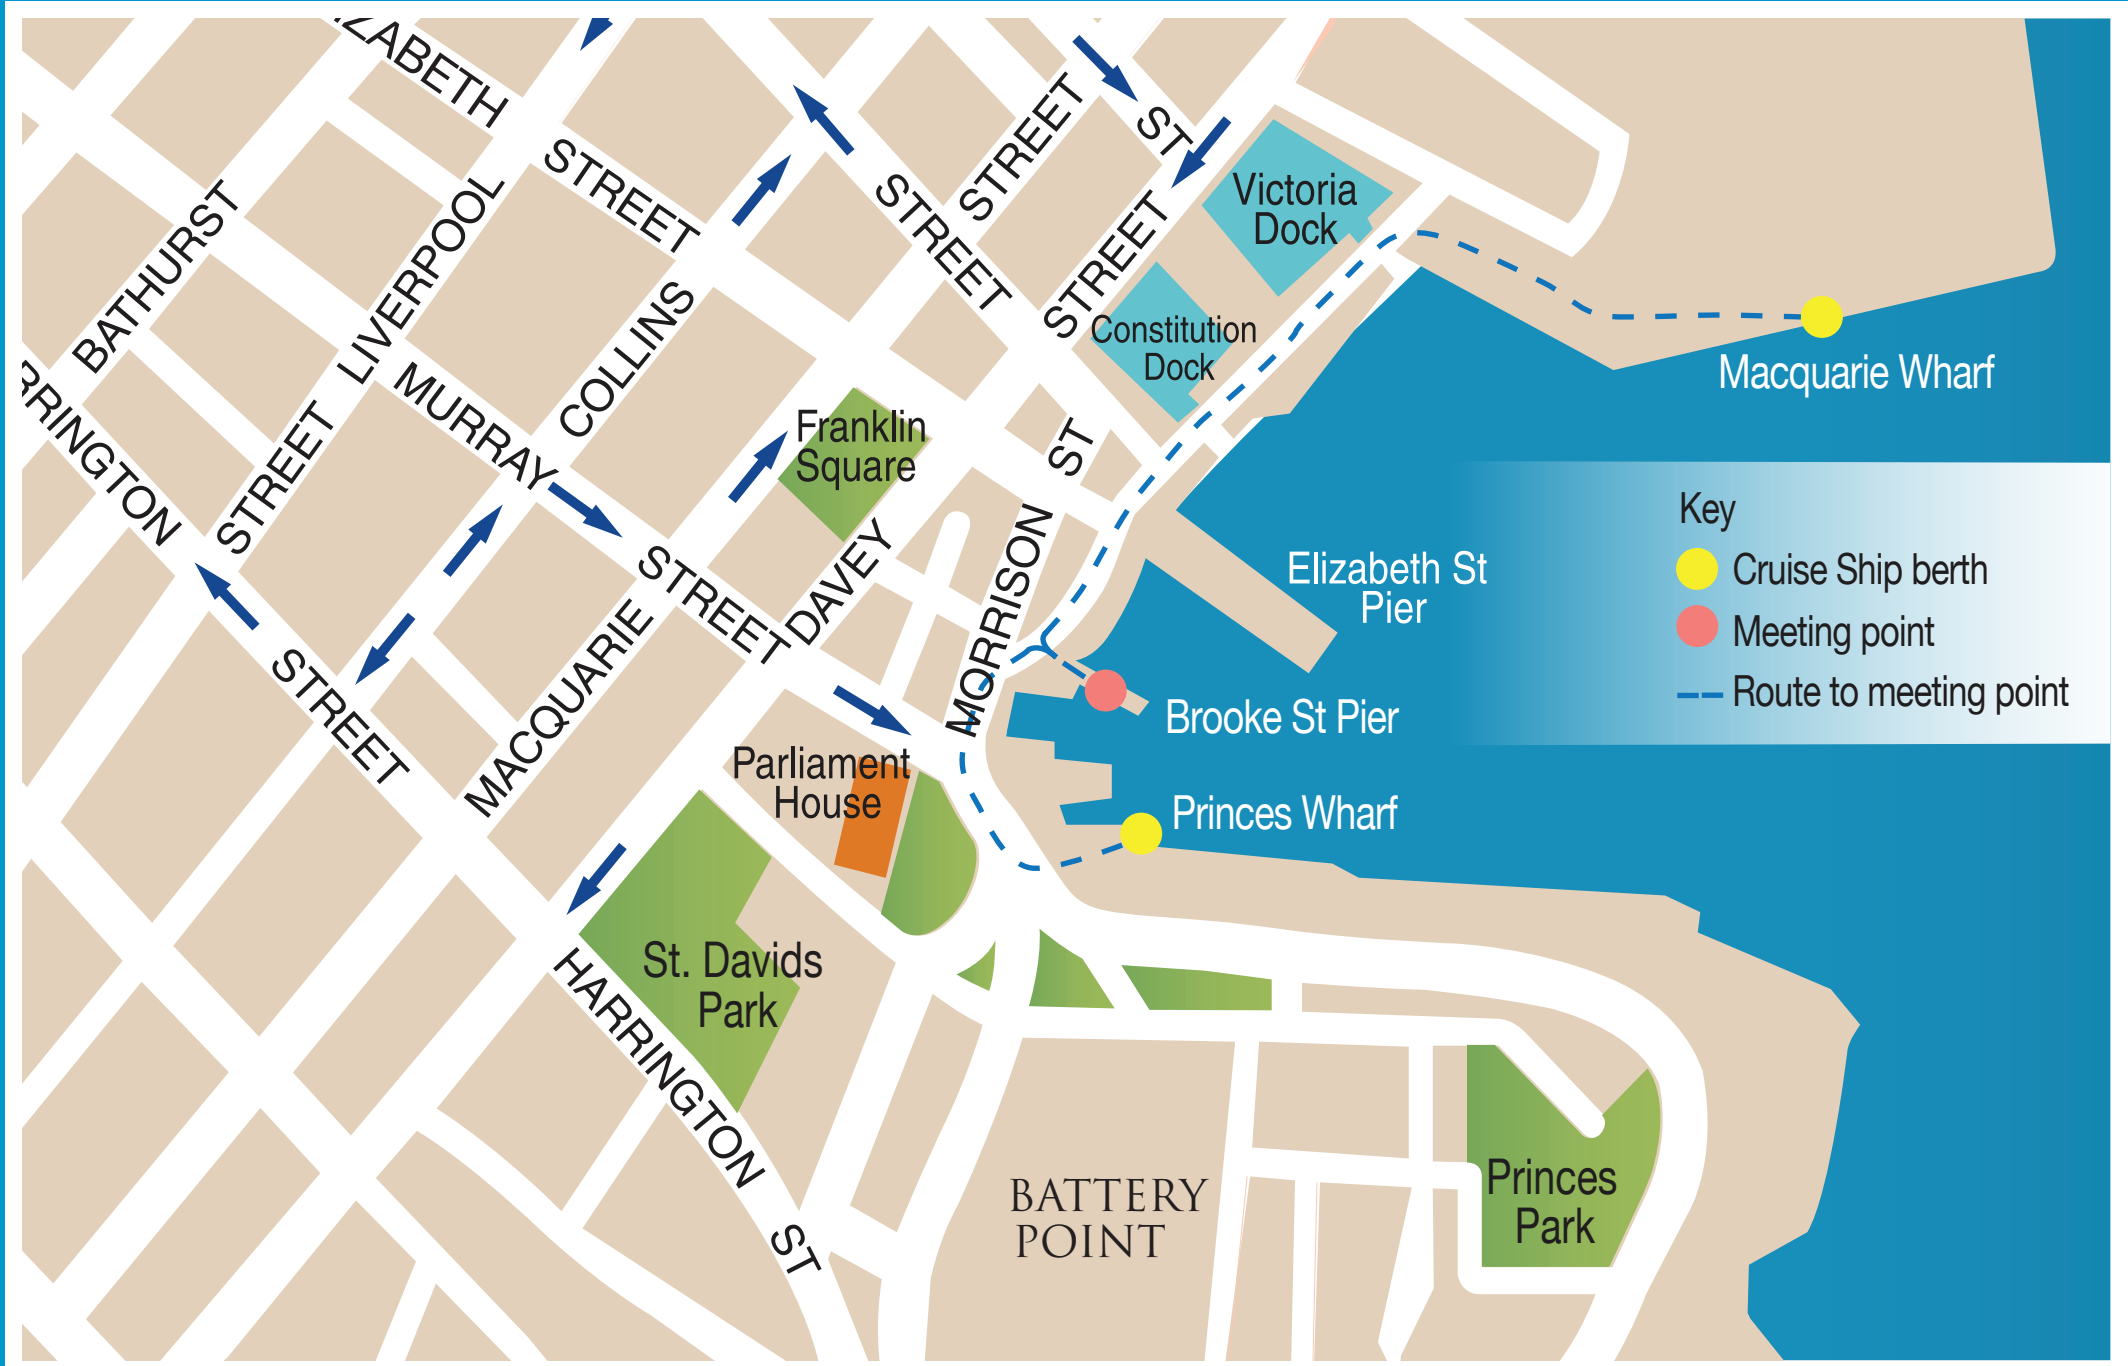 IZABETH
STREET
BATHURST
STREET
LIVERPOOL
COLLINS
STREET
STREET
ST
STREET
Victoria
Dock
Constitution
Dock
RRINGTON
STREET
MURRAY
STREET
Franklin
Square
MORRISON
ST
DAVEY
MACQUARIE
Macquarie Wharf
Key
Cruise Ship berth
Meeting point
Route to meeting point
Elizabeth St
Pier
Brooke St Pier
Princes Wharf
Parliament
House
St. Davids
Park
HARRINGTON
ST
BATTERY
POINT
Princes
Park